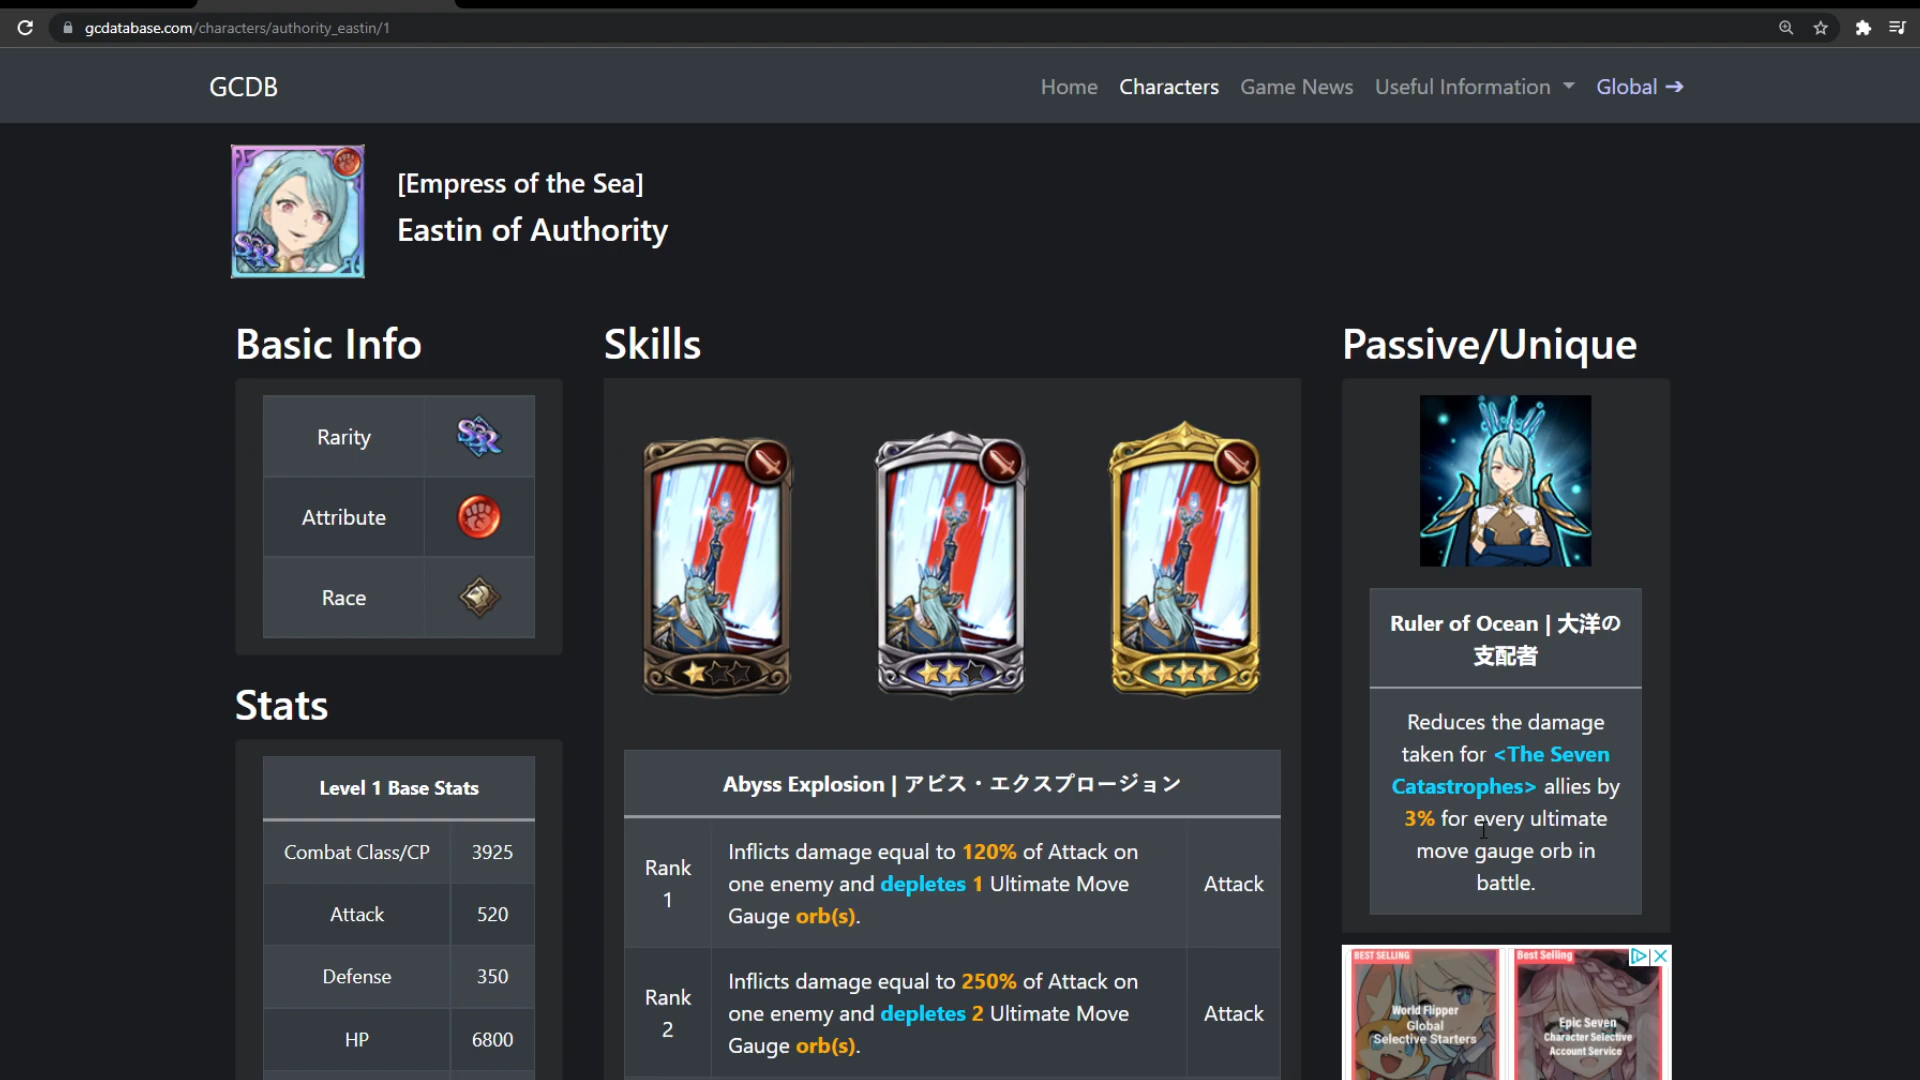 gcdatabase.com/characters/authority_eastin/1
GCDB
Home Characters Game News Useful Information Global →
[Empress of the Sea]
Eastin of Authority
SSR
Basic Info
Rarity
SSR
Attribute
Race
Stats
Level 1 Base Stats
Combat Class/CP 3925
Attack 520
Defense 350
HP 6800
Skills
Abyss Explosion | アビス・エクスプロージョン
Rank 1
Inflicts damage equal to 120% of Attack on
one enemy and depletes 1 Ultimate Move
Gauge orb(s).
Attack
Rank 2
Inflicts damage equal to 250% of Attack on
one enemy and depletes 2 Ultimate Move
Gauge orb(s).
Attack
Passive/Unique
Ruler of Ocean | 大洋の
支配者
Reduces the damage
taken for <The Seven
Catastrophes> allies by
3% for every ultimate
move gauge orb in
battle.
BEST SELLING
World Flipper
Global
Selective Starters
Best Selling
Epic Seven
Character Selective
Account Service